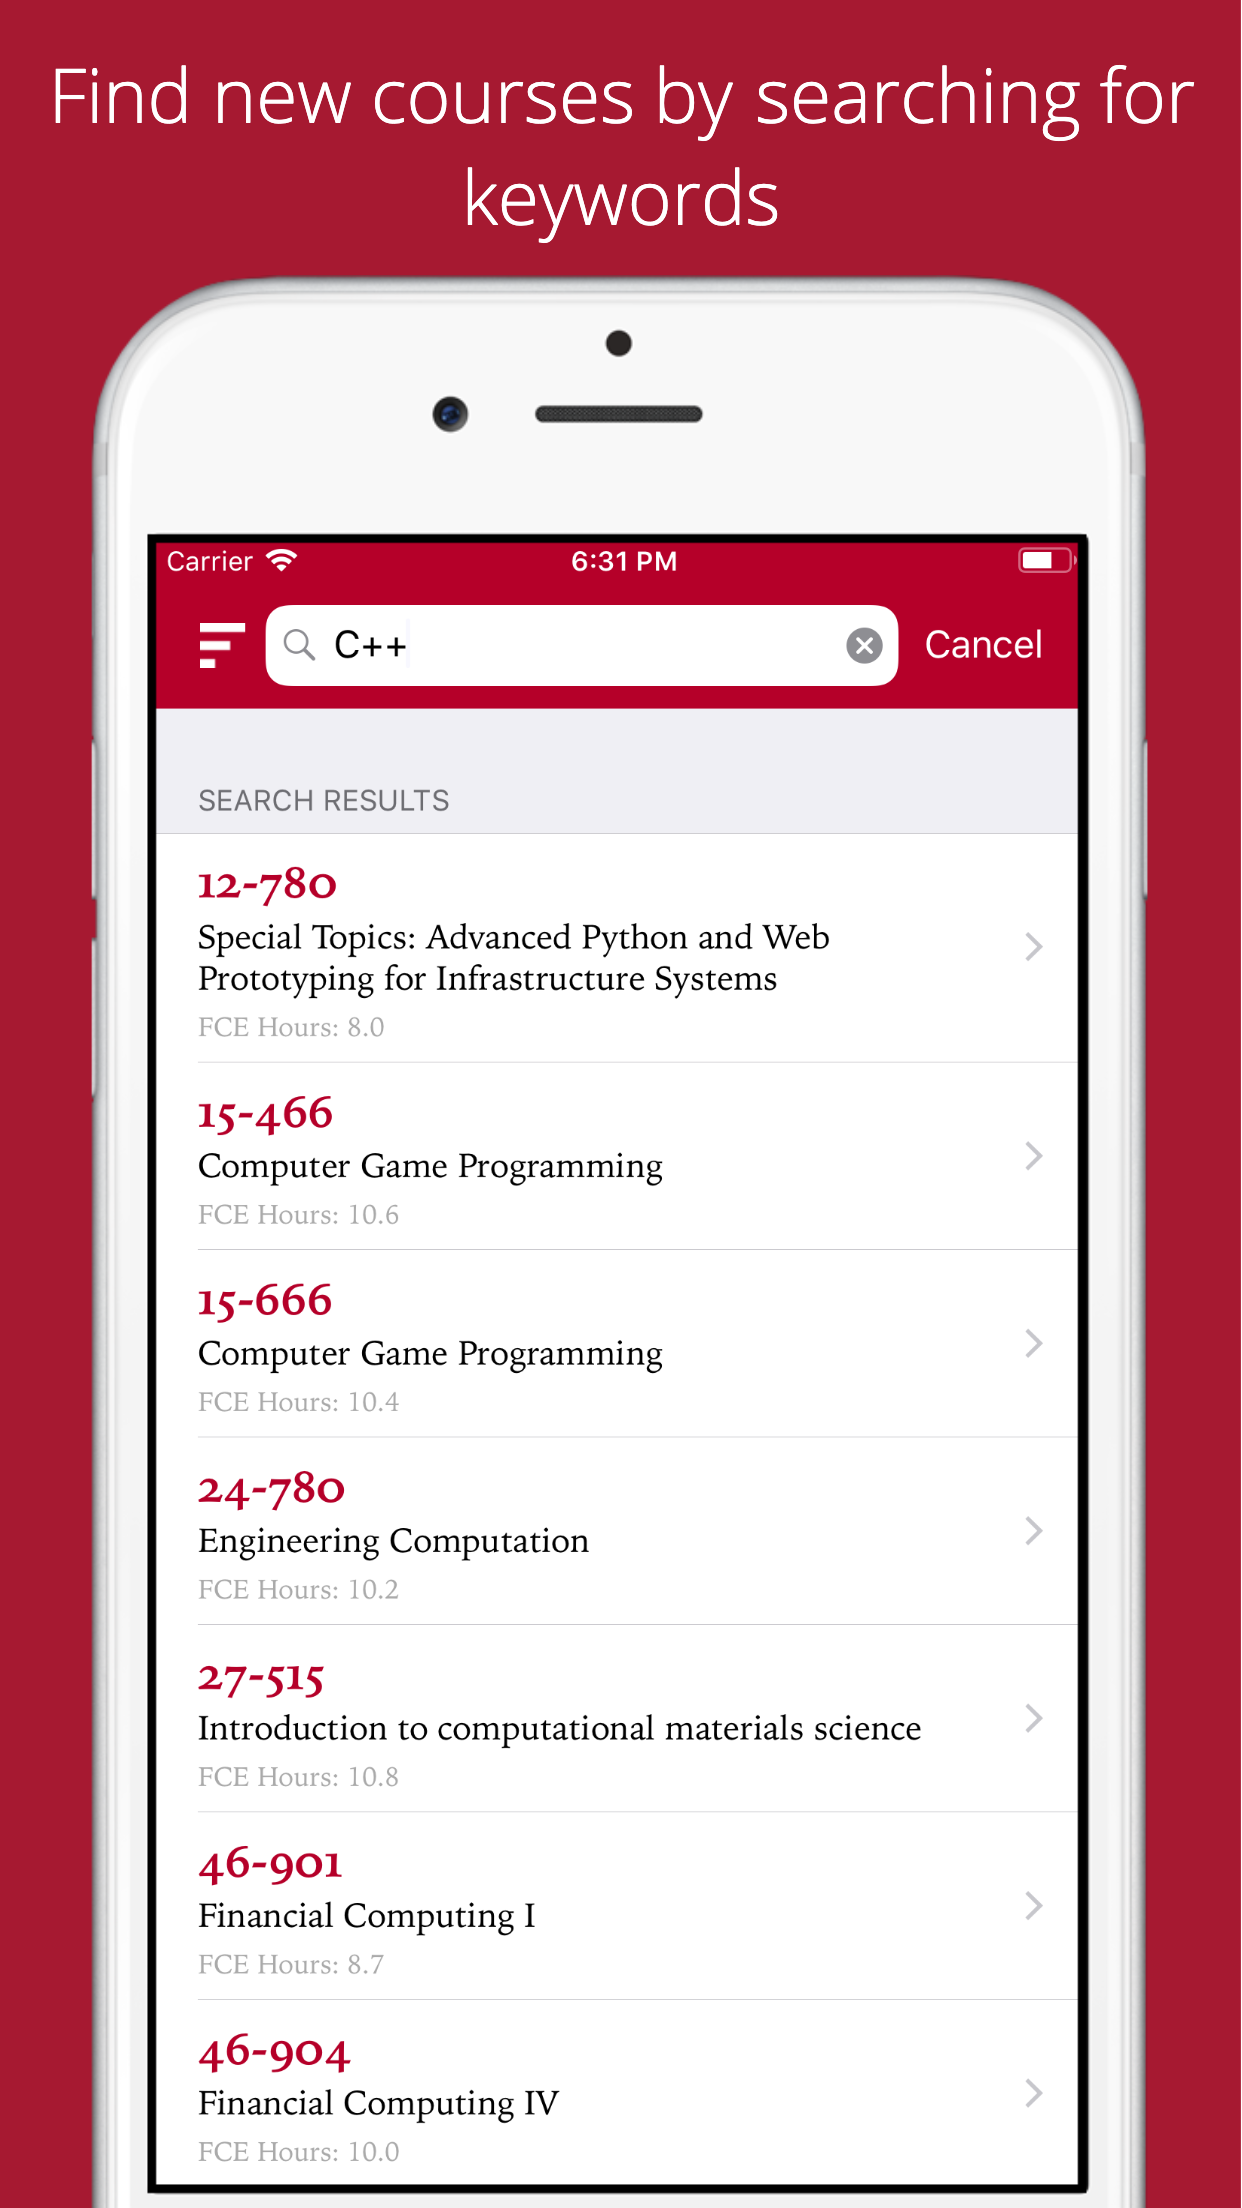 Find new courses by searching for
keywords
Carrier
6:31 PM
C++
Cancel
SEARCH RESULTS
12-780
Special Topics: Advanced Python and Web
Prototyping for Infrastructure Systems
FCE Hours: 8.0
15-466
Computer Game Programming
FCE Hours: 10.6
15-666
Computer Game Programming
FCE Hours: 10.4
24-780
Engineering Computation
FCE Hours: 10.2
27-515
Introduction to computational materials science
FCE Hours: 10.8
46-901
Financial Computing I
FCE Hours: 8.7
46-904
Financial Computing IV
FCE Hours: 10.0